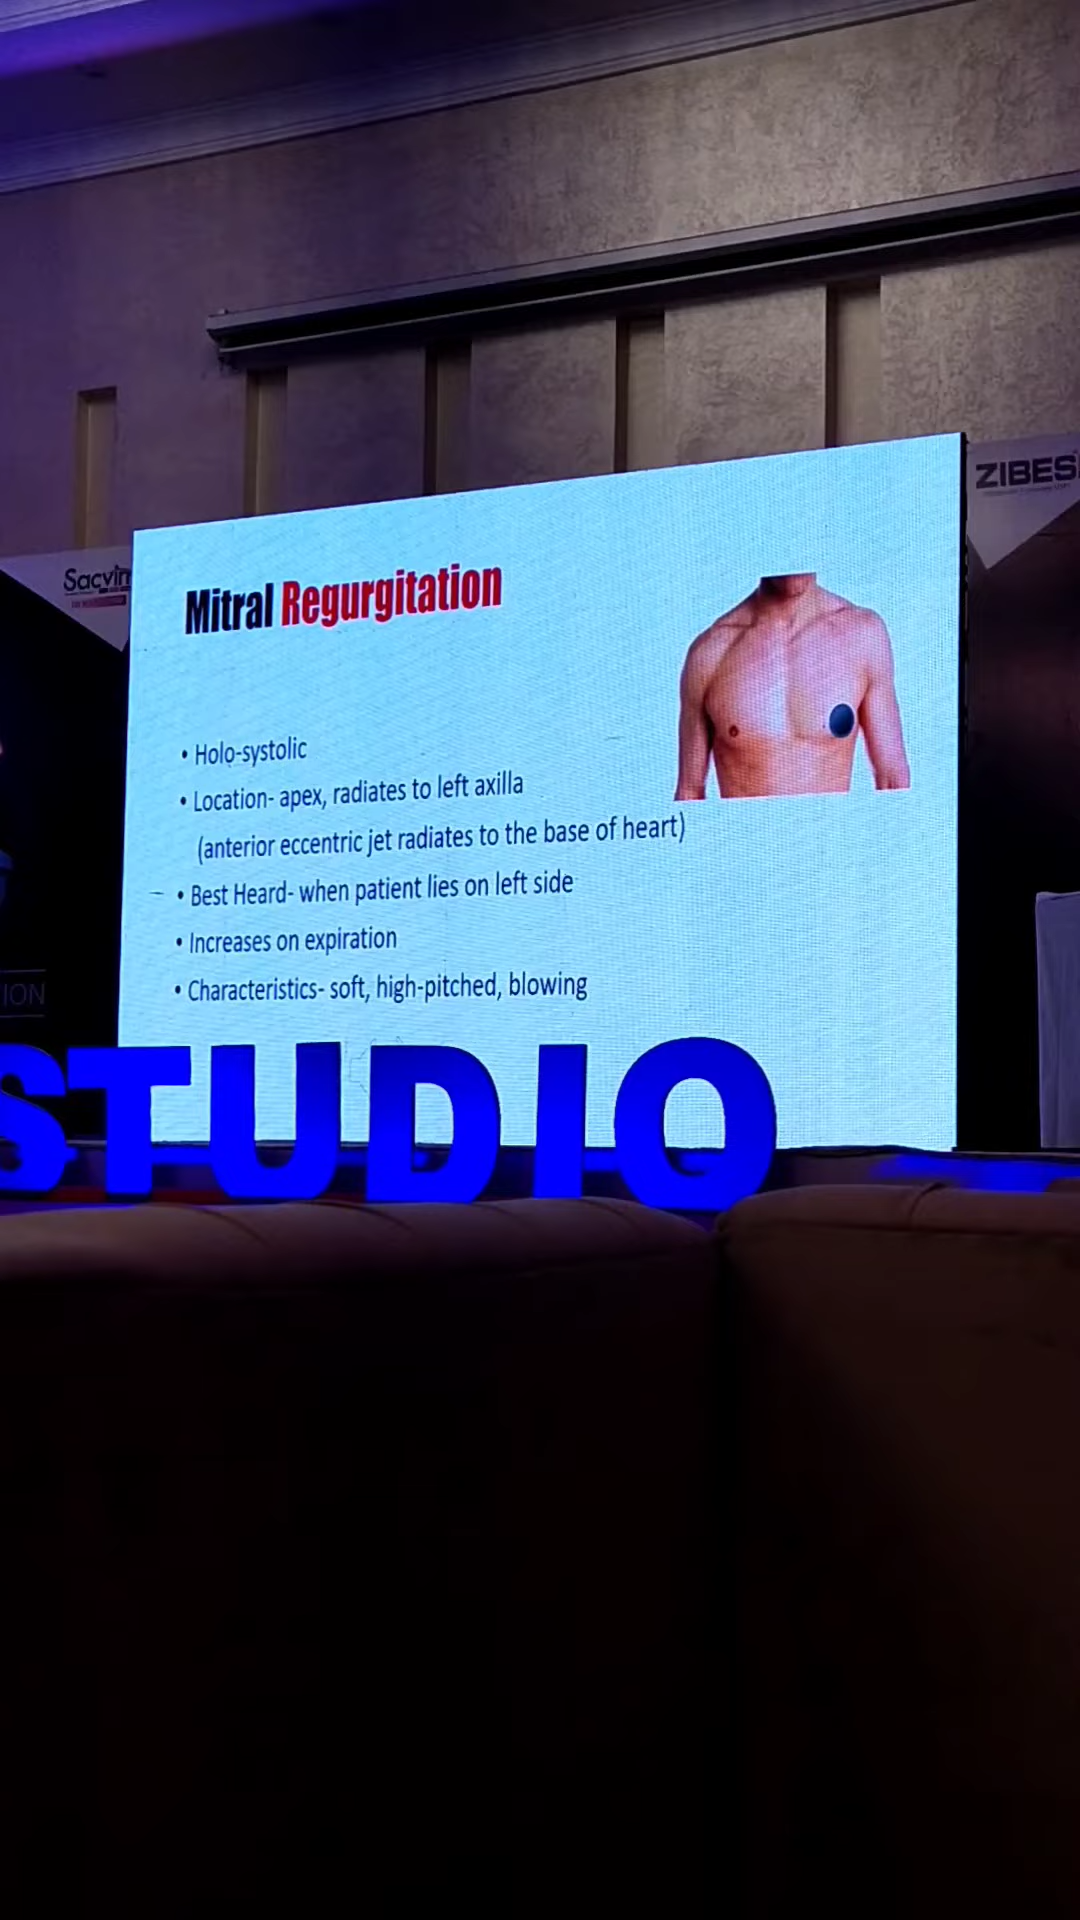 ZIBES
Sacvin
Mitral Regurgitation
• Holo-systolic
• Location- apex, radiates to left axilla
(anterior eccentric jet radiates to the base of heart)
• Best Heard- when patient lies on left side
• Increases on expiration
• Characteristics- soft, high-pitched, blowing
ION
STUDIO